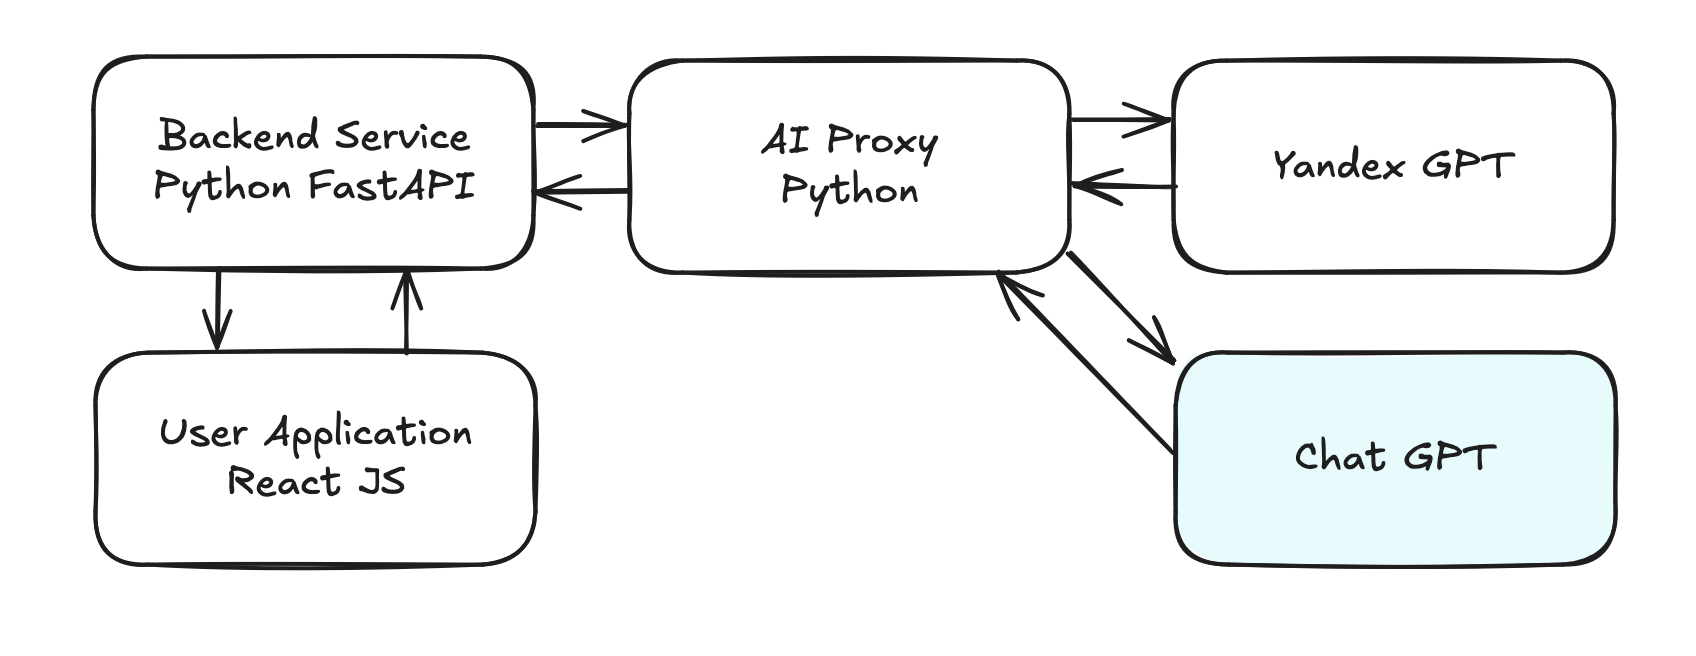 Backend Service
Python FastAPI
AI Proxy
Python
Yandex GPT
User Application
React JS
Chat GPT